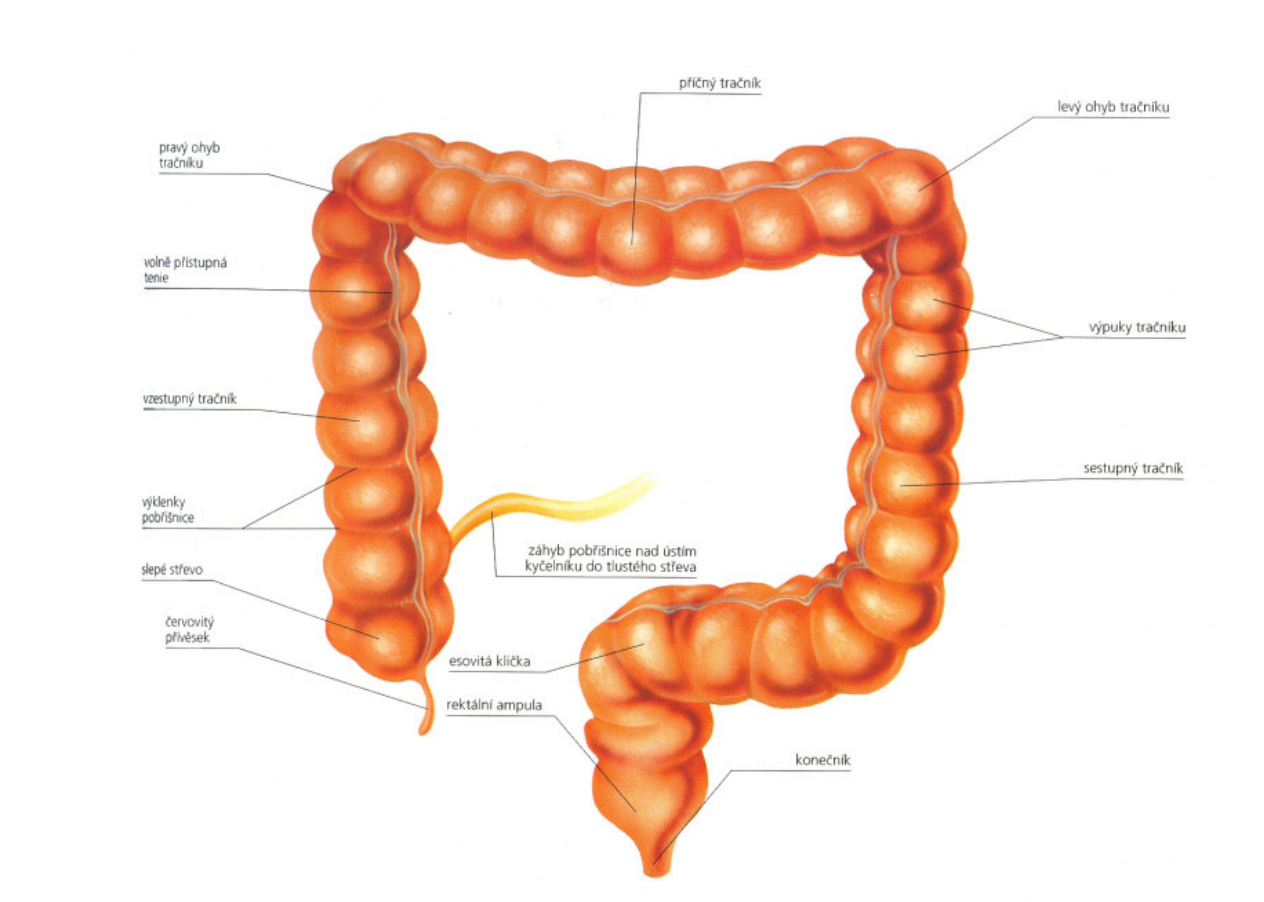 příčný tračník
levý ohyb tračníku
pravý ohyb
tračníku
volně přístupná
tenie
výpuky tračníku
vzestupný tračník
sestupný tračník
výklenky
pobřišnice
záhyb pobřišnice nad ústím
kyčelníku do tlustého střeva
slepé střevo
červovitý
přívěsek
esovitá klička
rektální ampula
konečník